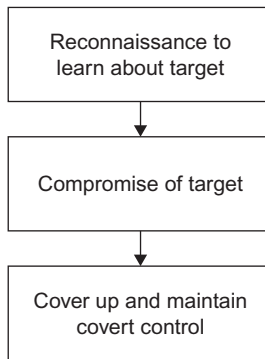 Reconnaissance to
learn about target
Compromise of target
Cover up and maintain
covert control